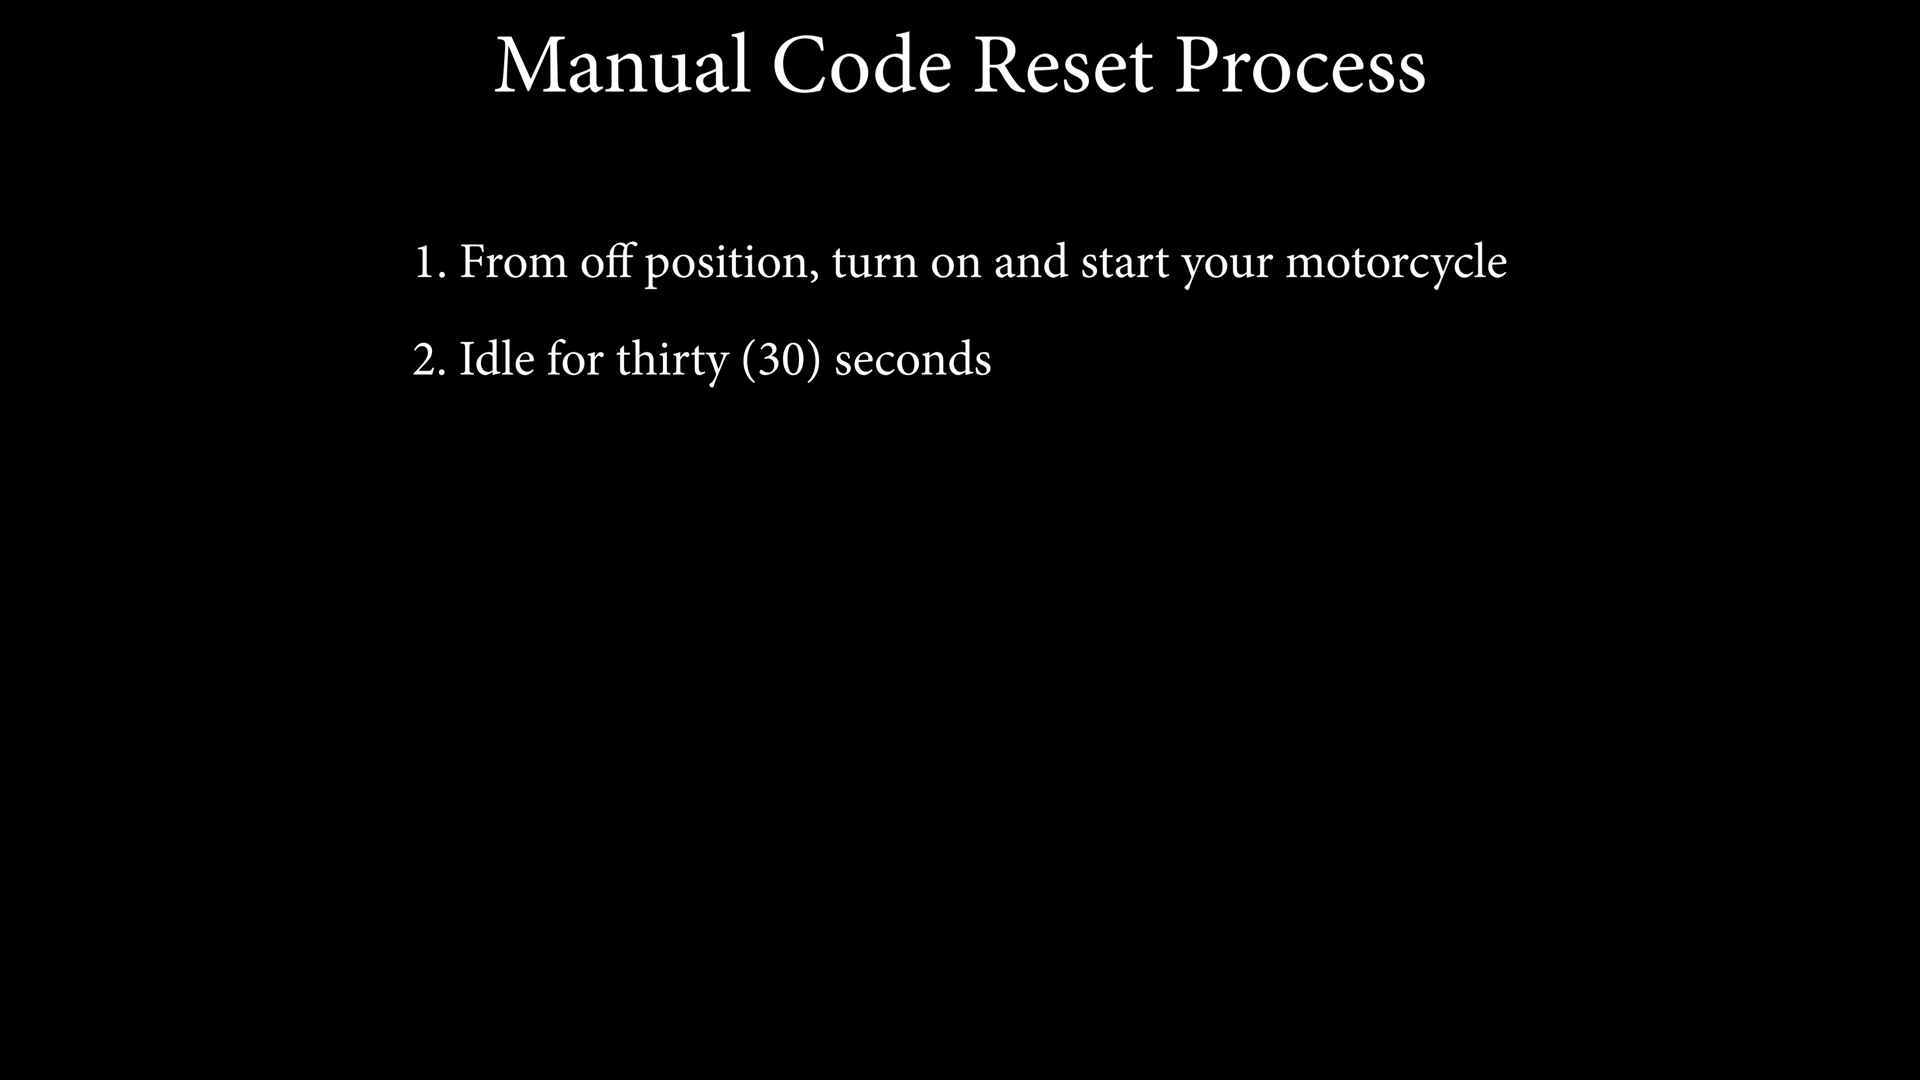 Manual Code Reset Process
1. From off position, turn on and start your motorcycle
2. Idle for thirty (30) seconds